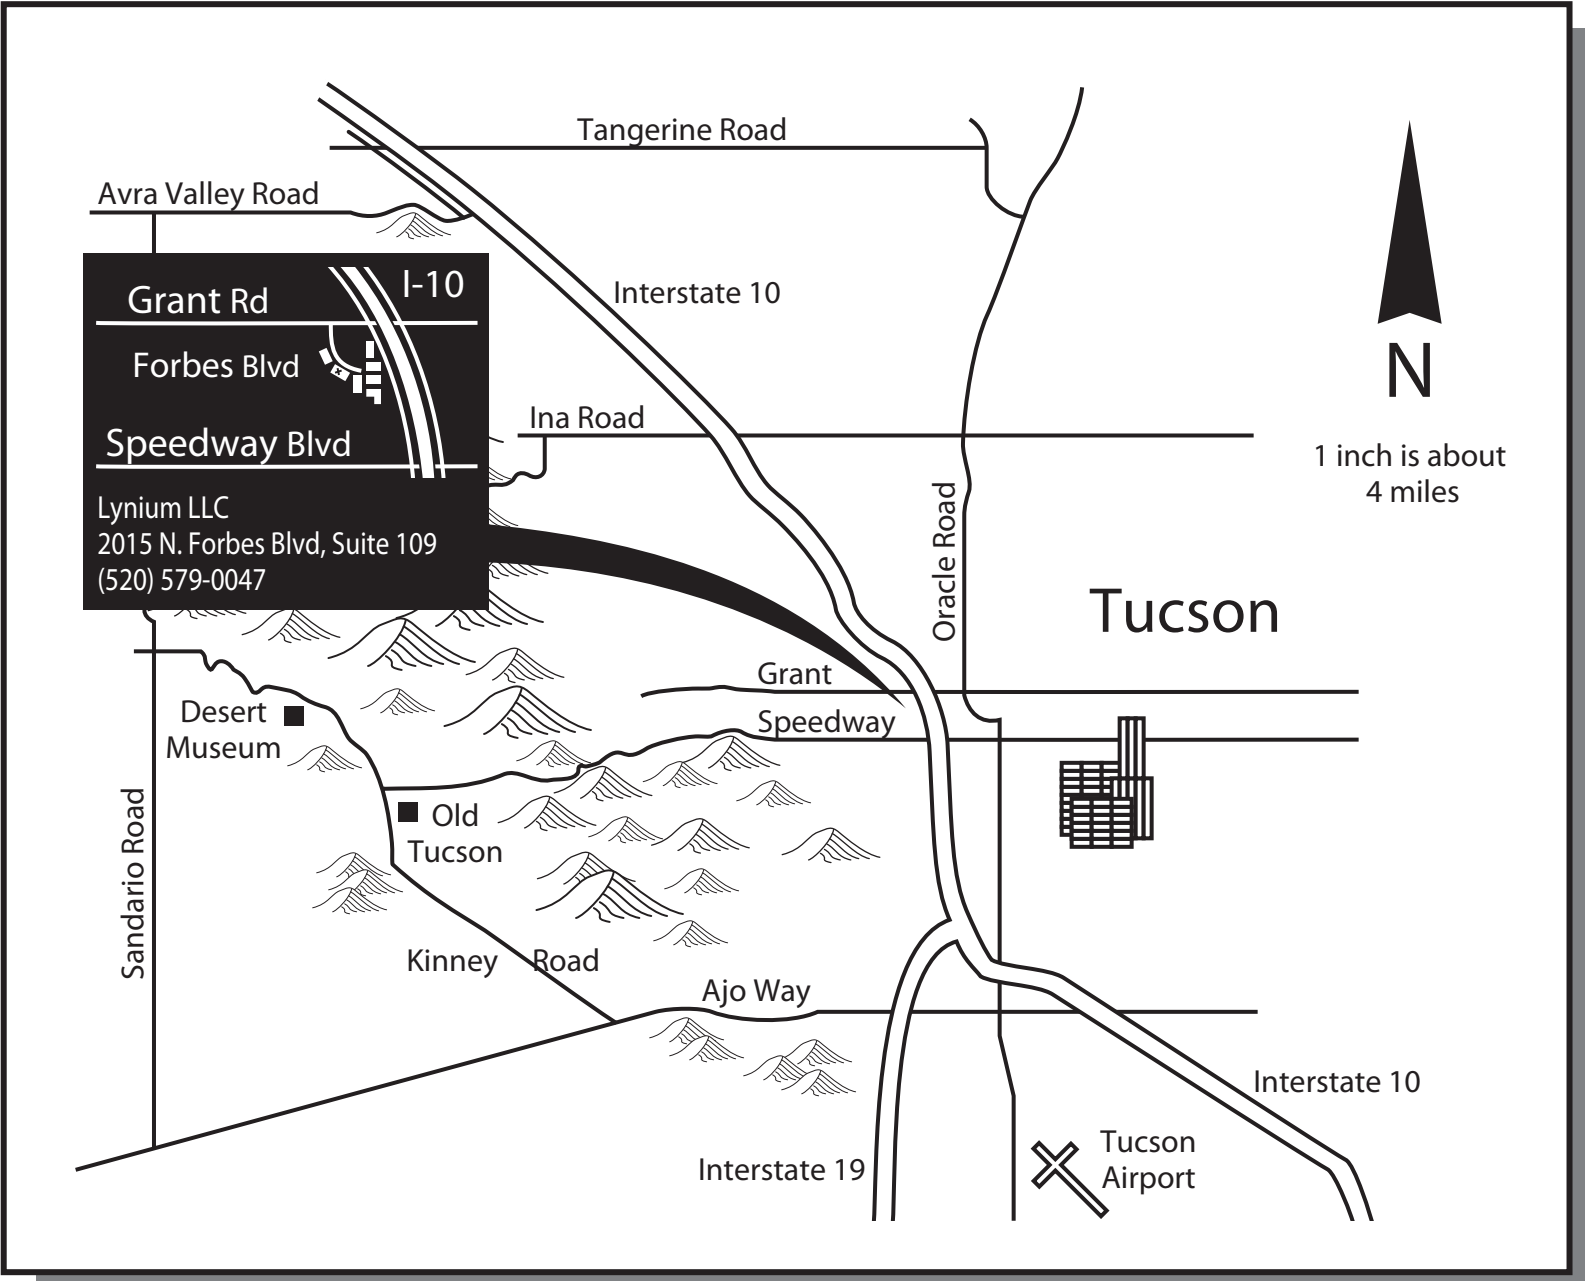 Tangerine Road
Avra Valley Road
Interstate 10
I-10
Grant Rd
Forbes Blvd
Speedway Blvd
Lynium LLC
2015 N. Forbes Blvd, Suite 109
(520) 579-0047
Ina Road
N
1 inch is about
4 miles
Oracle Road
Tucson
Grant
Speedway
Desert
Museum
Old
Tucson
Sandario Road
Kinney Road
Ajo Way
Interstate 10
Interstate 19
Tucson
Airport